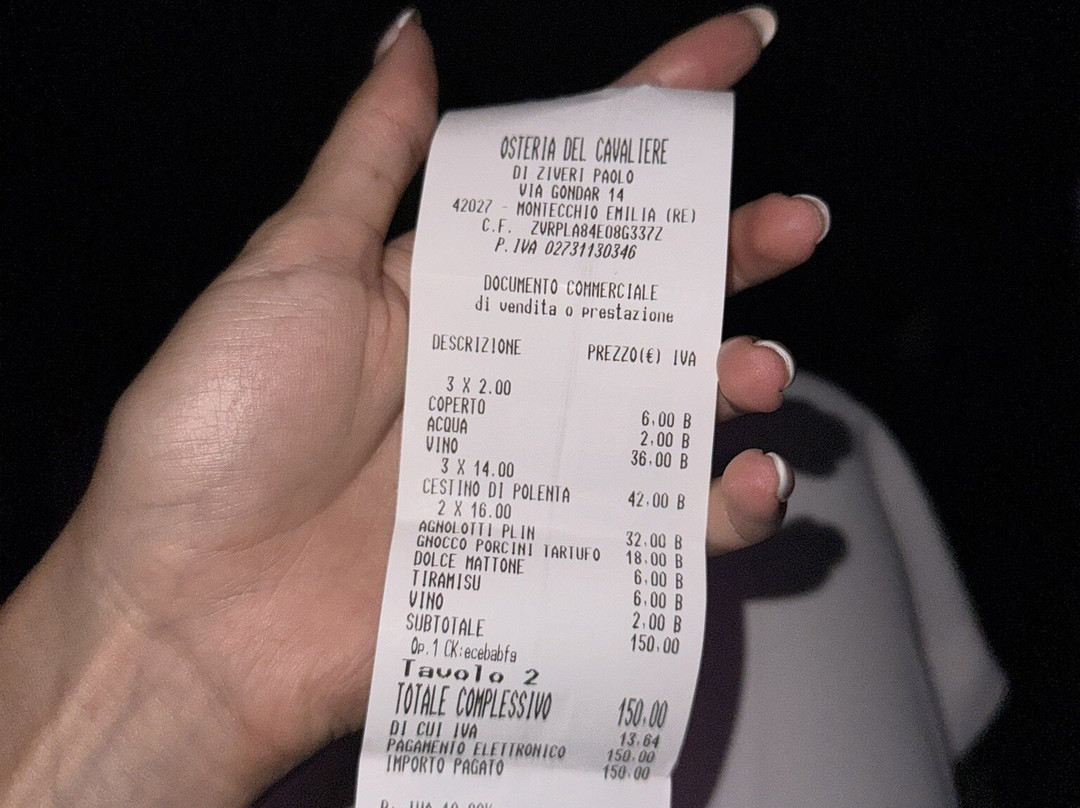 OSTERIA DEL CAVALIERE
DI ZIVERI PAOLO
VIA GONDAR 14
42027 - MONTECCHIO EMILIA (RE)
C.F. ZVRPLA84E08G337Z
P.IVA 02731130346
DOCUMENTO COMMERCIALE
di vendita o prestazione
DESCRIZIONE PREZZO(€) IVA
3 X 2.00
COPERTO 6,00 B
ACQUA 2,00 B
VINO 36,00 B
3 X 14.00
CESTINO DI POLENTA 42,00 B
2 X 16.00
AGNOLOTTI PLIN 32,00 B
GNOCCO PORCINI TARTUFO 18,00 B
DOLCE MATTONE 6,00 B
TIRAMISU 6,00 B
VINO 2,00 B
SUBTOTALE 150,00
Op.1 CK:ecebabfg
Tavolo 2
TOTALE COMPLESSIVO 150,00
DI CUI IVA 13,64
PAGAMENTO ELETTRONICO 150,00
IMPORTO PAGATO 150,00